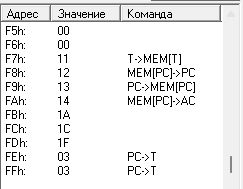 Адрес Значение Команда
F5h: 00
F6h: 00
F7h: 11 T->MEM[T]
F8h: 12 MEM[PC]->PC
F9h: 13 PC->MEM[PC]
FAh: 14 MEM[PC]->AC
FBh: 1A
FCh: 1C
FDh: 1F
FEh: 03 PC->T
FFh: 03 PC->T